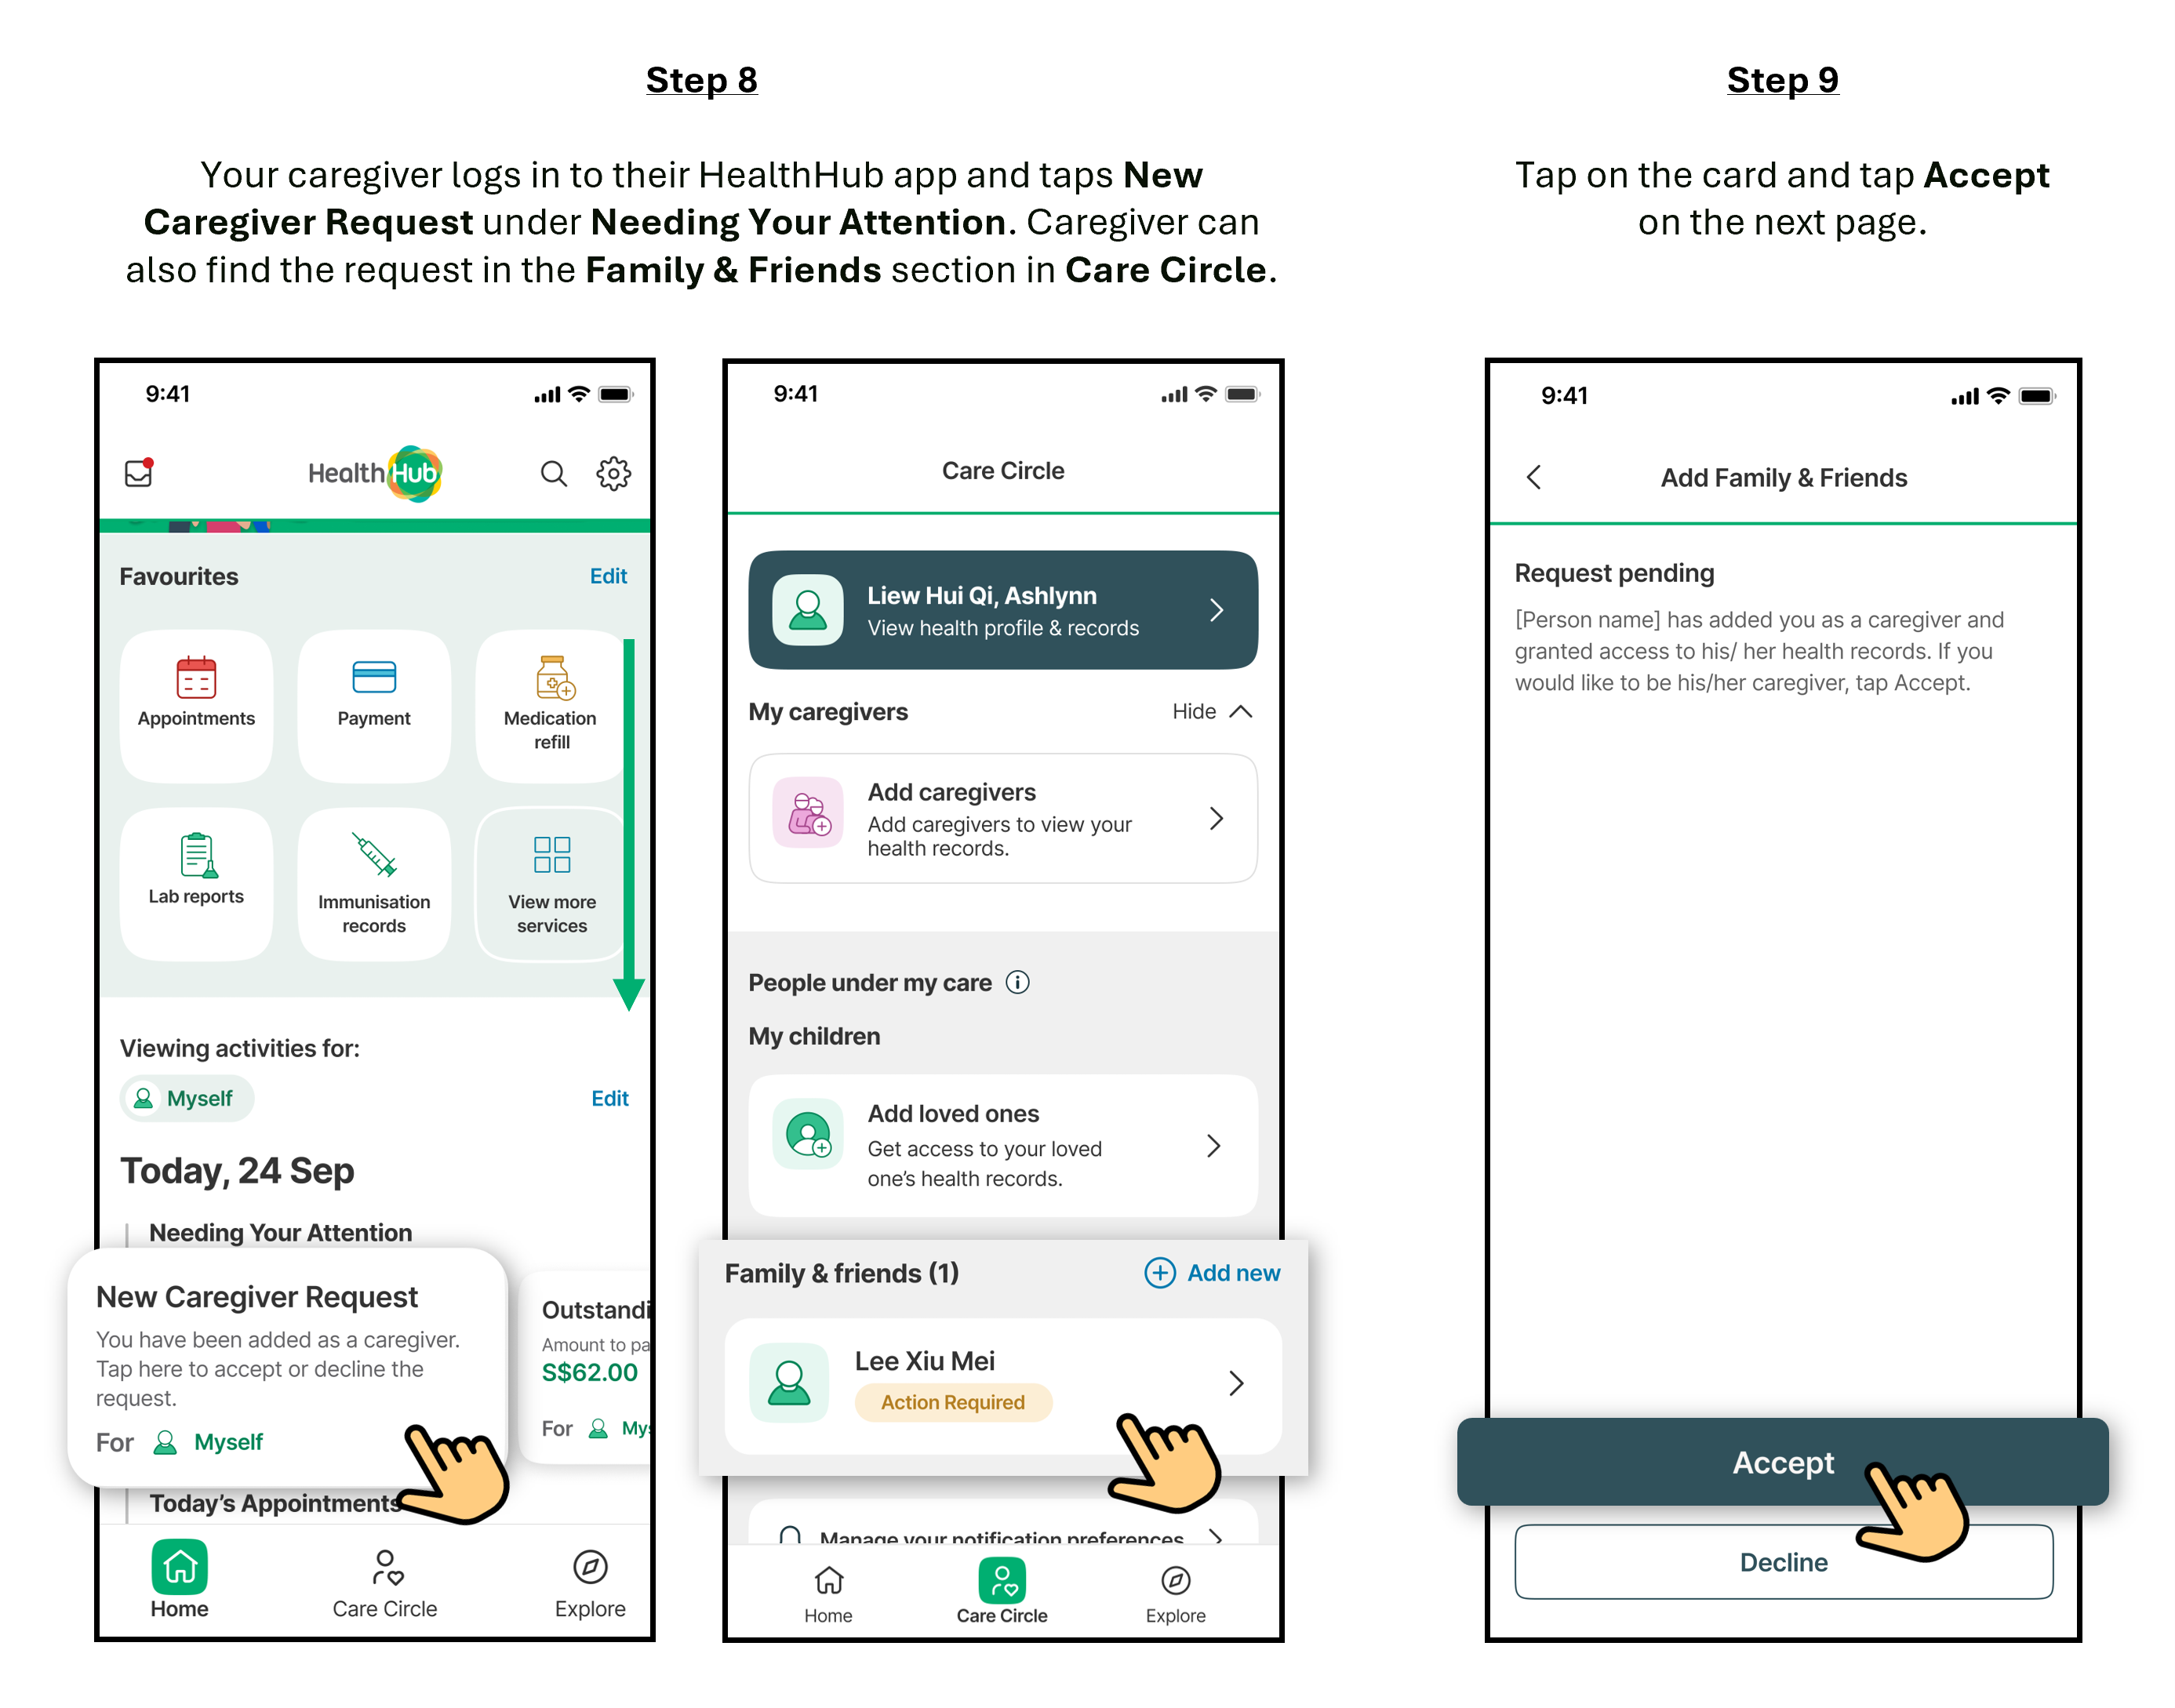 Step 8
Your caregiver logs in to their HealthHub app and taps New
Caregiver Request under Needing Your Attention. Caregiver can
also find the request in the Family & Friends section in Care Circle.
9:41
HealthHub
Favourites
Edit
Appointments
Payment
Medication
refill
Lab reports
Immunisation
records
View more
services
Viewing activities for:
Myself
Edit
Today, 24 Sep
Needing Your Attention
New Caregiver Request
You have been added as a caregiver.
Tap here to accept or decline the
request.
For Myself
Amount to
S$62.00
For
Today's Appointments
Home
Care Circle
Explore
9:41
Care Circle
Liew Hui Qi, Ashlynn
View health profile & records
My caregivers
Hide
Add caregivers
Add caregivers to view your
health records.
People under my care
My children
Add loved ones
Get access to your loved
one's health records.
Family & friends (1)
Add new
Lee Xiu Mei
Action Required
Manage your notification preferences
Home
Care Circle
Explore
Step 9
Tap on the card and tap Accept
on the next page.
9:41
Add Family & Friends
Request pending
[Person name] has added you as a caregiver and
granted access to his/ her health records. If you
would like to be his/her caregiver, tap Accept.
Accept
Decline